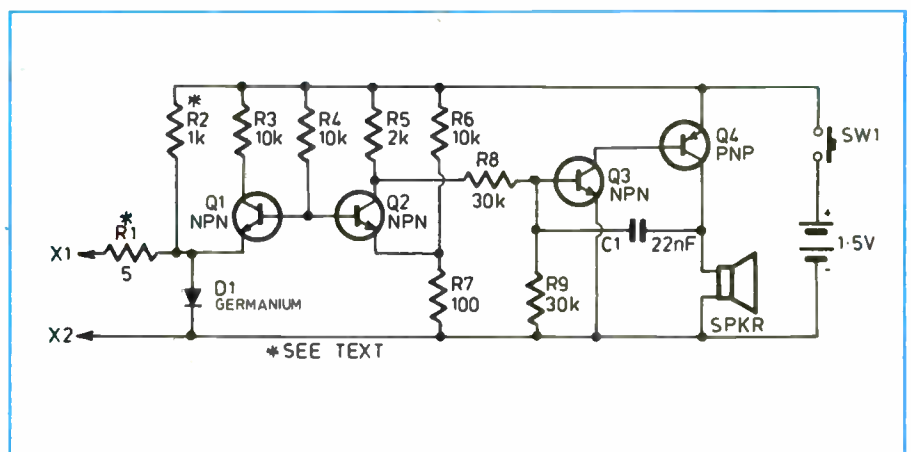 *
R2
1k
R3
10k
R4
10k
R5
2k
R6
10k
Q1
NPN
Q2
NPN
R8
30k
Q3
NPN
Q4
PNP
SW1
*
R1
5
X1
D1
GERMANIUM
R7
100
C1
22nF
R9
30k
SPKR
+
1·5V
-
X2
*SEE TEXT